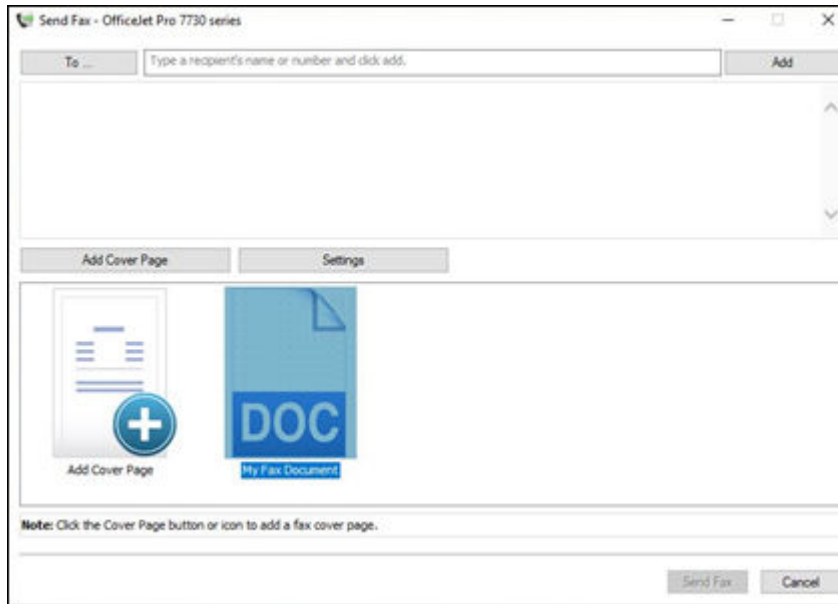 Send Fax - OfficeJet Pro 7730 series
To ...
Type a recipient's name or number and click add.
Add
Add Cover Page
Settings
DOC
Add Cover Page
My Fax Document
Note: Click the Cover Page button or icon to add a fax cover page.
Send Fax
Cancel